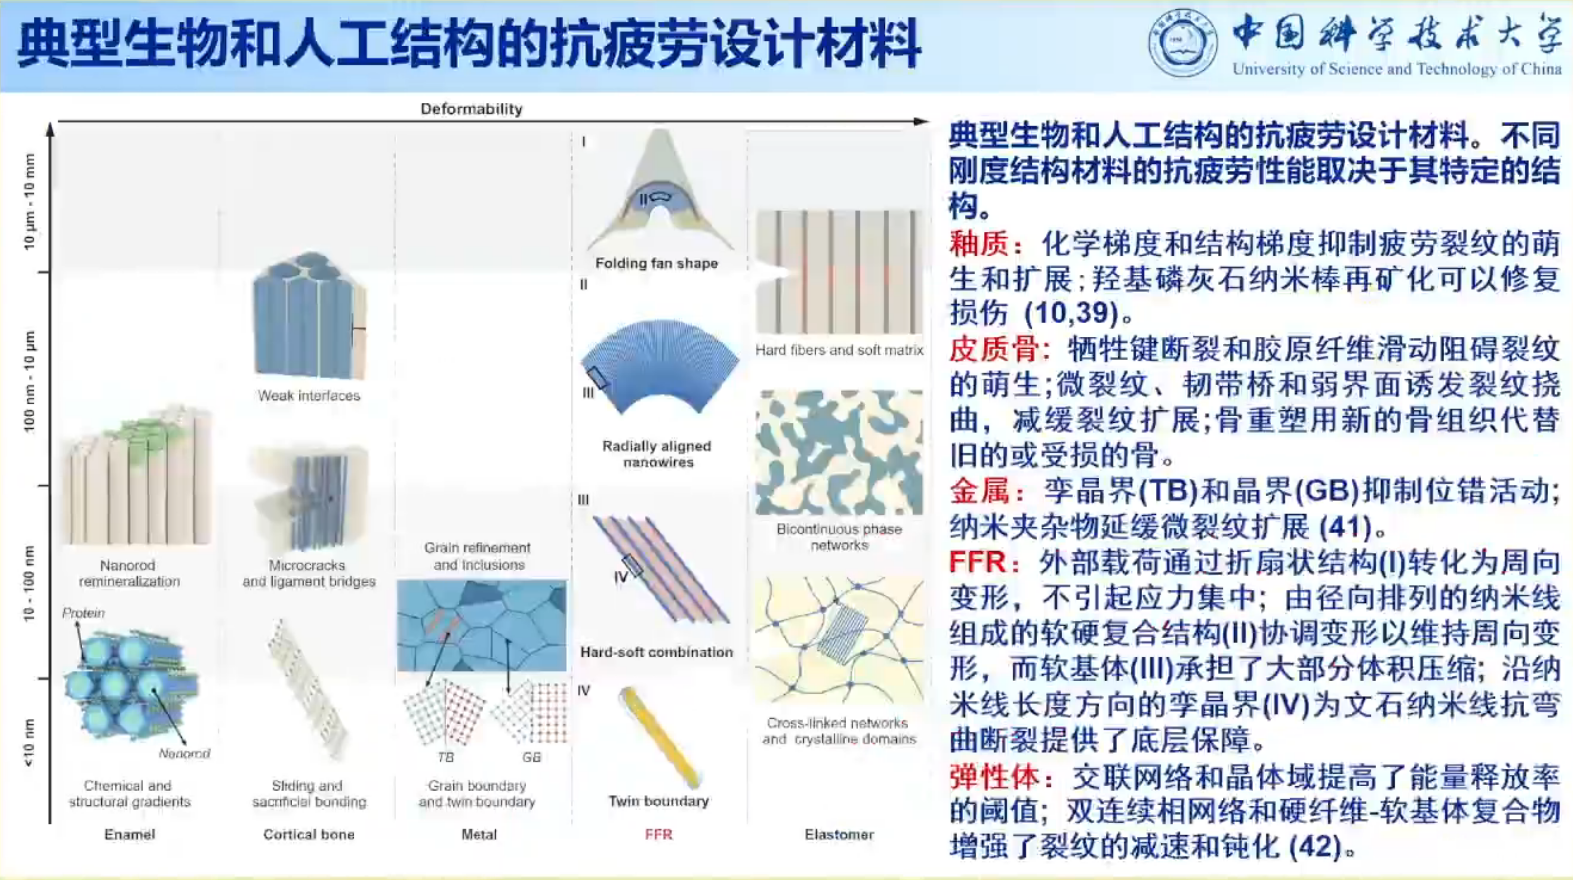 典型生物和人工结构的抗疲劳设计材料
中国科学技术大学
University of Science and Technology of China
Deformability
10 μm - 10 mm
100 nm - 10 μm
10 - 100 nm
<10 nm
Nanorod
remineralization
Protein
Nanorod
Chemical and
structural gradients
Enamel
Weak interfaces
Microcracks
and ligament bridges
Sliding and
sacrificial bonding
Cortical bone
Grain refinement
and Inclusions
TB
GB
Grain boundary
and twin boundary
Metal
I
II
Folding fan shape
II
III
Radially aligned
nanowires
III
IV
Hard-soft combination
IV
Twin boundary
FFR
Hard fibers and soft matrix
Bicontinuous phase
networks
Cross-linked networks
and crystalline domains
Elastomer
典型生物和人工结构的抗疲劳设计材料。不同
刚度结构材料的抗疲劳性能取决于其特定的结
构。
釉质：化学梯度和结构梯度抑制疲劳裂纹的萌
生和扩展;羟基磷灰石纳米棒再矿化可以修复
损伤 (10,39)。
皮质骨：牺牲键断裂和胶原纤维滑动阻碍裂纹
的萌生;微裂纹、韧带桥和弱界面诱发裂纹挠
曲，减缓裂纹扩展;骨重塑用新的骨组织代替
旧的或受损的骨。
金属：孪晶界(TB)和晶界(GB)抑制位错活动;
纳米夹杂物延缓微裂纹扩展 (41)。
FFR：外部载荷通过折扇状结构(I)转化为周向
变形，不引起应力集中；由径向排列的纳米线
组成的软硬复合结构(II)协调变形以维持周向变
形，而软基体(III)承担了大部分体积压缩；沿纳
米线长度方向的孪晶界(IV)为文石纳米线抗弯
曲断裂提供了底层保障。
弹性体：交联网络和晶体域提高了能量释放率
的阈值；双连续相网络和硬纤维-软基体复合物
增强了裂纹的减速和钝化 (42)。